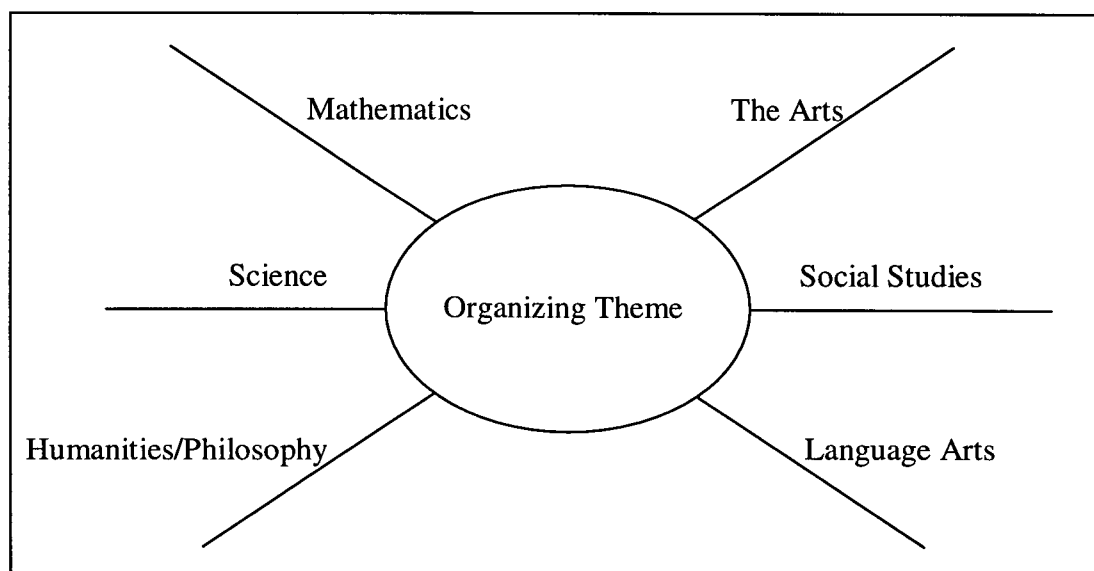 Mathematics
The Arts
Science
Organizing Theme
Social Studies
Humanities/Philosophy
Language Arts